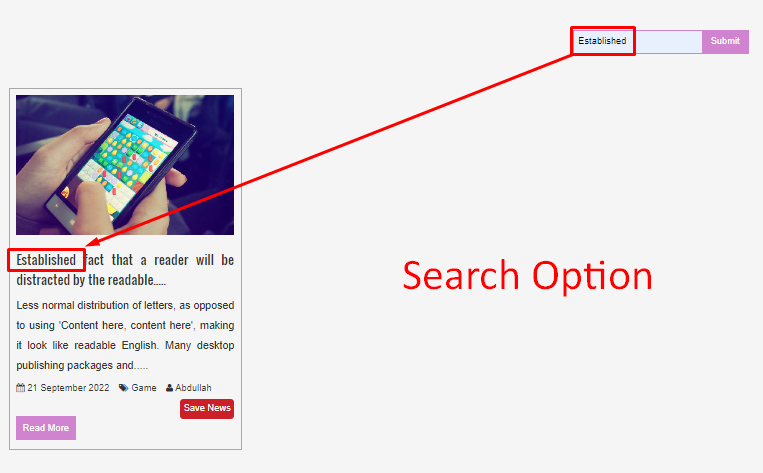 Established
Submit
Established fact that a reader will be
distracted by the readable.....
Search Option
Less normal distribution of letters, as opposed
to using 'Content here, content here', making
it look like readable English. Many desktop
publishing packages and.....
21 September 2022 Game Abdullah
Save News
Read More